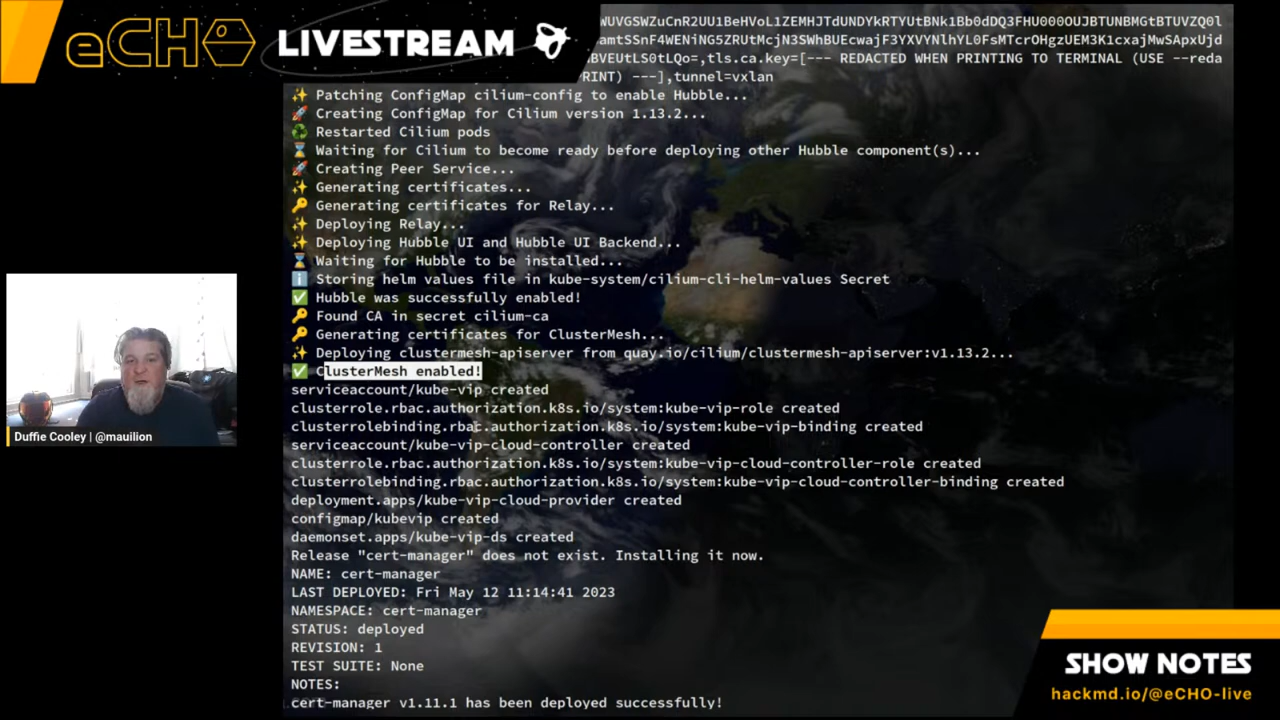 eCHO LIVESTREAM
WUVGSWZuCnR2UU1BeHVoL1ZEMHJTdUNDYkRTYUtBNk1Bb0dDQ3FHU000OUJBTUNBMGtBTUVZQ0l
amtSSnF4WENiNG5ZRUtMcjN3SWhBUEcwajF3YXVYNlhYL0FsMTcrOHgzUEM3K1cxajMwSApxUjd
BVEUtLS0tLQo=,tls.ca.key=[--- REDACTED WHEN PRINTING TO TERMINAL (USE --reda
PRINT) ---],tunnel=vxlan
✨ Patching ConfigMap cilium-config to enable Hubble...
🚀 Creating ConfigMap for Cilium version 1.13.2...
♻️ Restarted Cilium pods
⌛ Waiting for Cilium to become ready before deploying other Hubble component(s)...
🚀 Creating Peer Service...
✨ Generating certificates...
🔑 Generating certificates for Relay...
✨ Deploying Relay...
✨ Deploying Hubble UI and Hubble UI Backend...
⌛ Waiting for Hubble to be installed...
ℹ️ Storing helm values file in kube-system/cilium-cli-helm-values Secret
✅ Hubble was successfully enabled!
🔑 Found CA in secret cilium-ca
🔑 Generating certificates for ClusterMesh...
✨ Deploying clustermesh-apiserver from quay.io/cilium/clustermesh-apiserver:v1.13.2...
✅ ClusterMesh enabled!
serviceaccount/kube-vip created
clusterrole.rbac.authorization.k8s.io/system:kube-vip-role created
clusterrolebinding.rbac.authorization.k8s.io/system:kube-vip-binding created
serviceaccount/kube-vip-cloud-controller created
clusterrole.rbac.authorization.k8s.io/system:kube-vip-cloud-controller-role created
clusterrolebinding.rbac.authorization.k8s.io/system:kube-vip-cloud-controller-binding created
deployment.apps/kube-vip-cloud-provider created
configmap/kubevip created
daemonset.apps/kube-vip-ds created
Release "cert-manager" does not exist. Installing it now.
NAME: cert-manager
LAST DEPLOYED: Fri May 12 11:14:41 2023
NAMESPACE: cert-manager
STATUS: deployed
REVISION: 1
TEST SUITE: None
NOTES:
cert-manager v1.11.1 has been deployed successfully!
Duffie Cooley | @mauilion
SHOW NOTES
hackmd.io/@eCHO-live